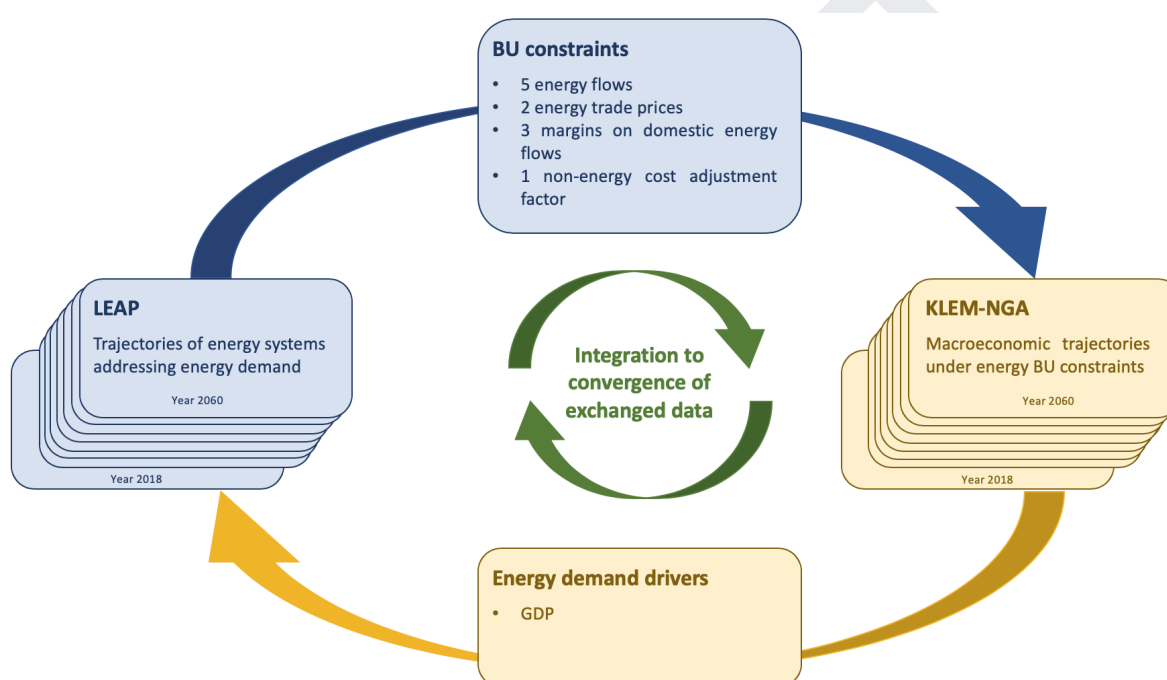 BU constraints
• 5 energy flows
• 2 energy trade prices
• 3 margins on domestic energy
flows
• 1 non-energy cost adjustment
factor
LEAP
Trajectories of energy systems
addressing energy demand
Year 2060
Year 2018
Integration to
convergence of
exchanged data
KLEM-NGA
Macroeconomic trajectories
under energy BU constraints
Year 2060
Year 2018
Energy demand drivers
• GDP